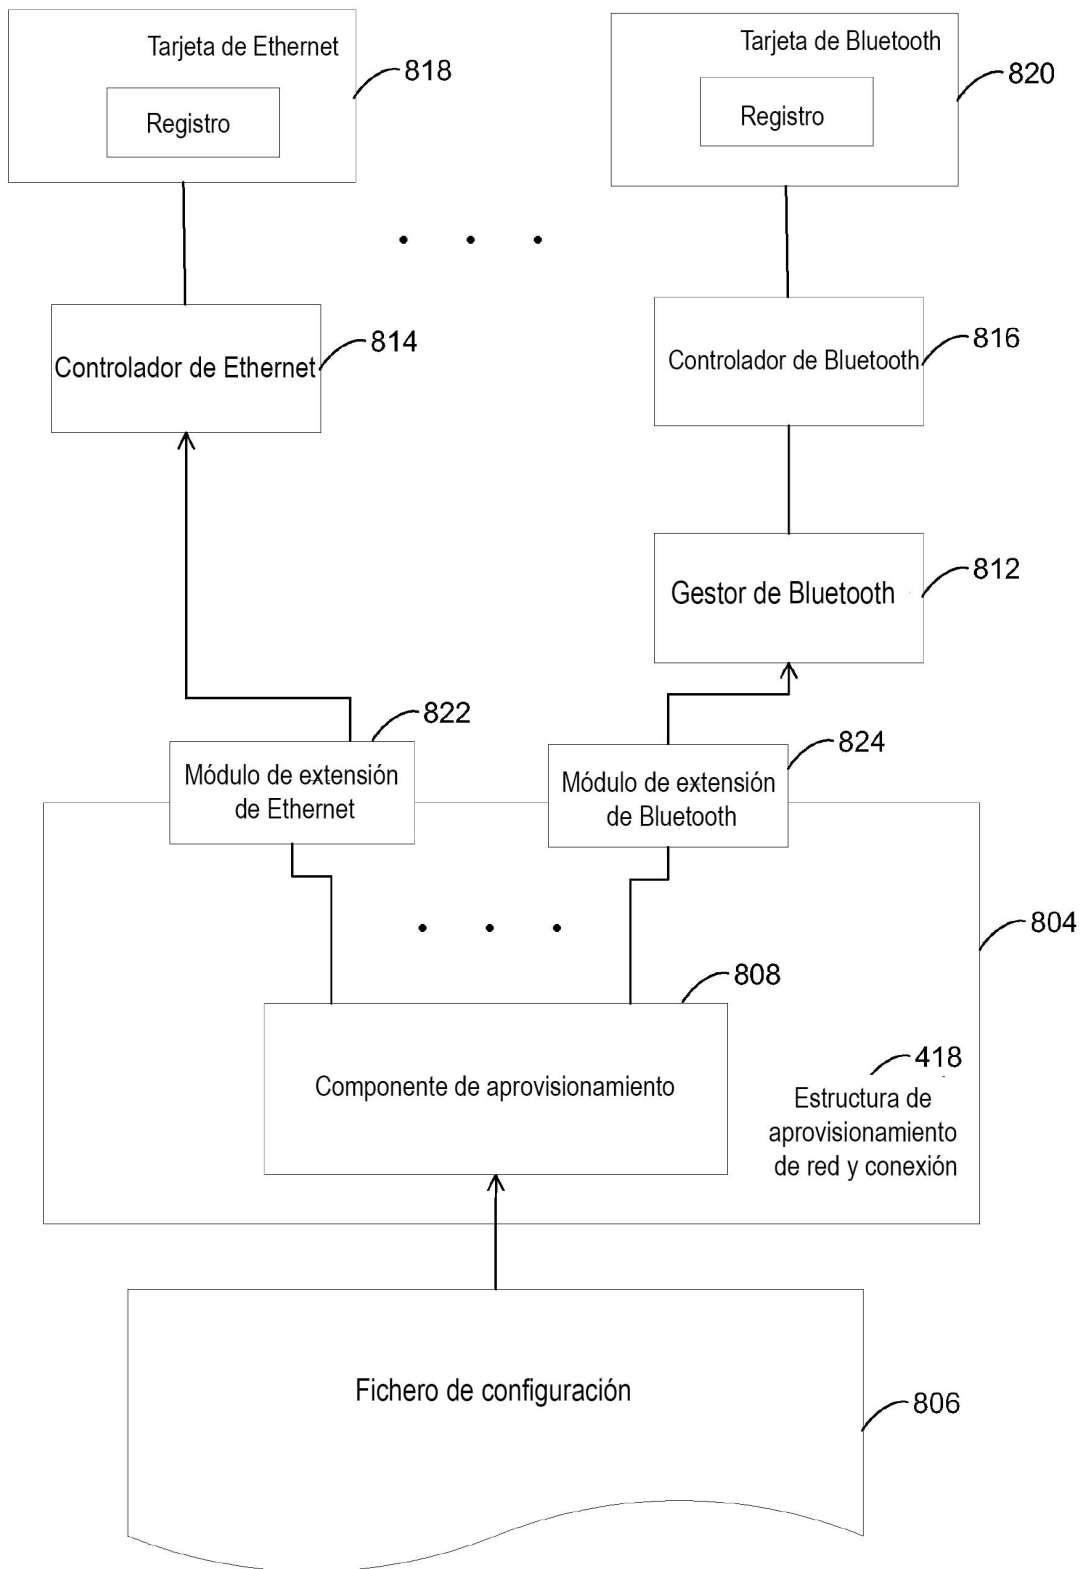 Tarjeta de Ethernet
818
Registro
Tarjeta de Bluetooth
820
Registro
Controlador de Ethernet
814
Controlador de Bluetooth
816
Gestor de Bluetooth
812
Módulo de extensión
de Ethernet
822
Módulo de extensión
de Bluetooth
824
804
808
Componente de aprovisionamiento
418
Estructura de
aprovisionamiento
de red y conexión
Fichero de configuración
806